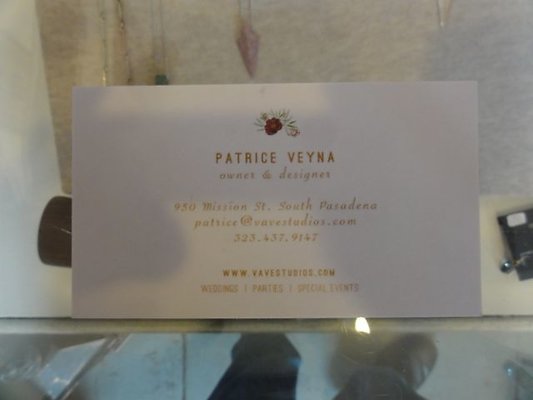 PATRICE VEYNA
owner & designer
950 Mission St. South Pasadena
patrice@vavestudios.com
323.437.9147
WWW.VAVESTUDIOS.COM
WEDDINGS | PARTIES | SPECIAL EVENTS